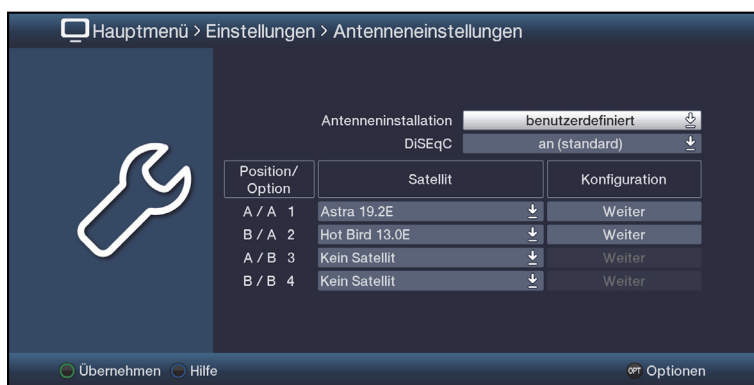 Hauptmenü > Einstellungen > Antenneneinstellungen
Antenneninstallation benutzerdefiniert
DiSEqC an (standard)
Position/
Option Satellit Konfiguration
A / A 1 Astra 19.2E Weiter
B / A 2 Hot Bird 13.0E Weiter
A / B 3 Kein Satellit Weiter
B / B 4 Kein Satellit Weiter
Übernehmen Hilfe OPT Optionen